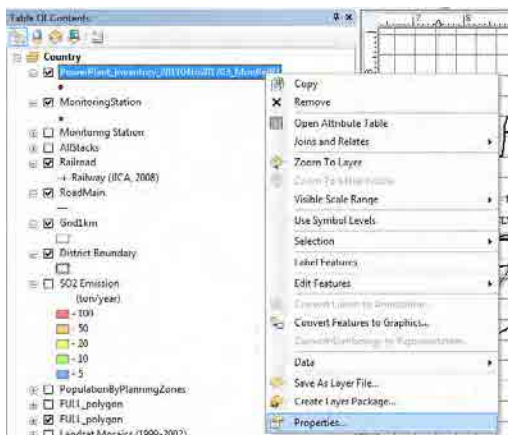 Table Of Contents
Country
MonitoringStation
Monitoring Station
AllStacks
Railroad
Railway (JICA, 2008)
RoadMain
Grid1km
District Boundary
SO2 Emission
(ton/year)
- 100
- 50
- 20
- 10
- 5
PopulationByPlanningZones
FULL_polygon
FULL_polygon
Landsat Mosaics (1999-2002)
Copy
Remove
Open Attribute Table
Joins and Relates
Zoom To Layer
Zoom To Make Visible
Visible Scale Range
Use Symbol Levels
Selection
Label Features
Edit Features
Convert Labels to Annotation...
Convert Features to Graphics...
Convert Symbology to Representation...
Data
Save As Layer File...
Create Layer Package...
Properties...
7
8